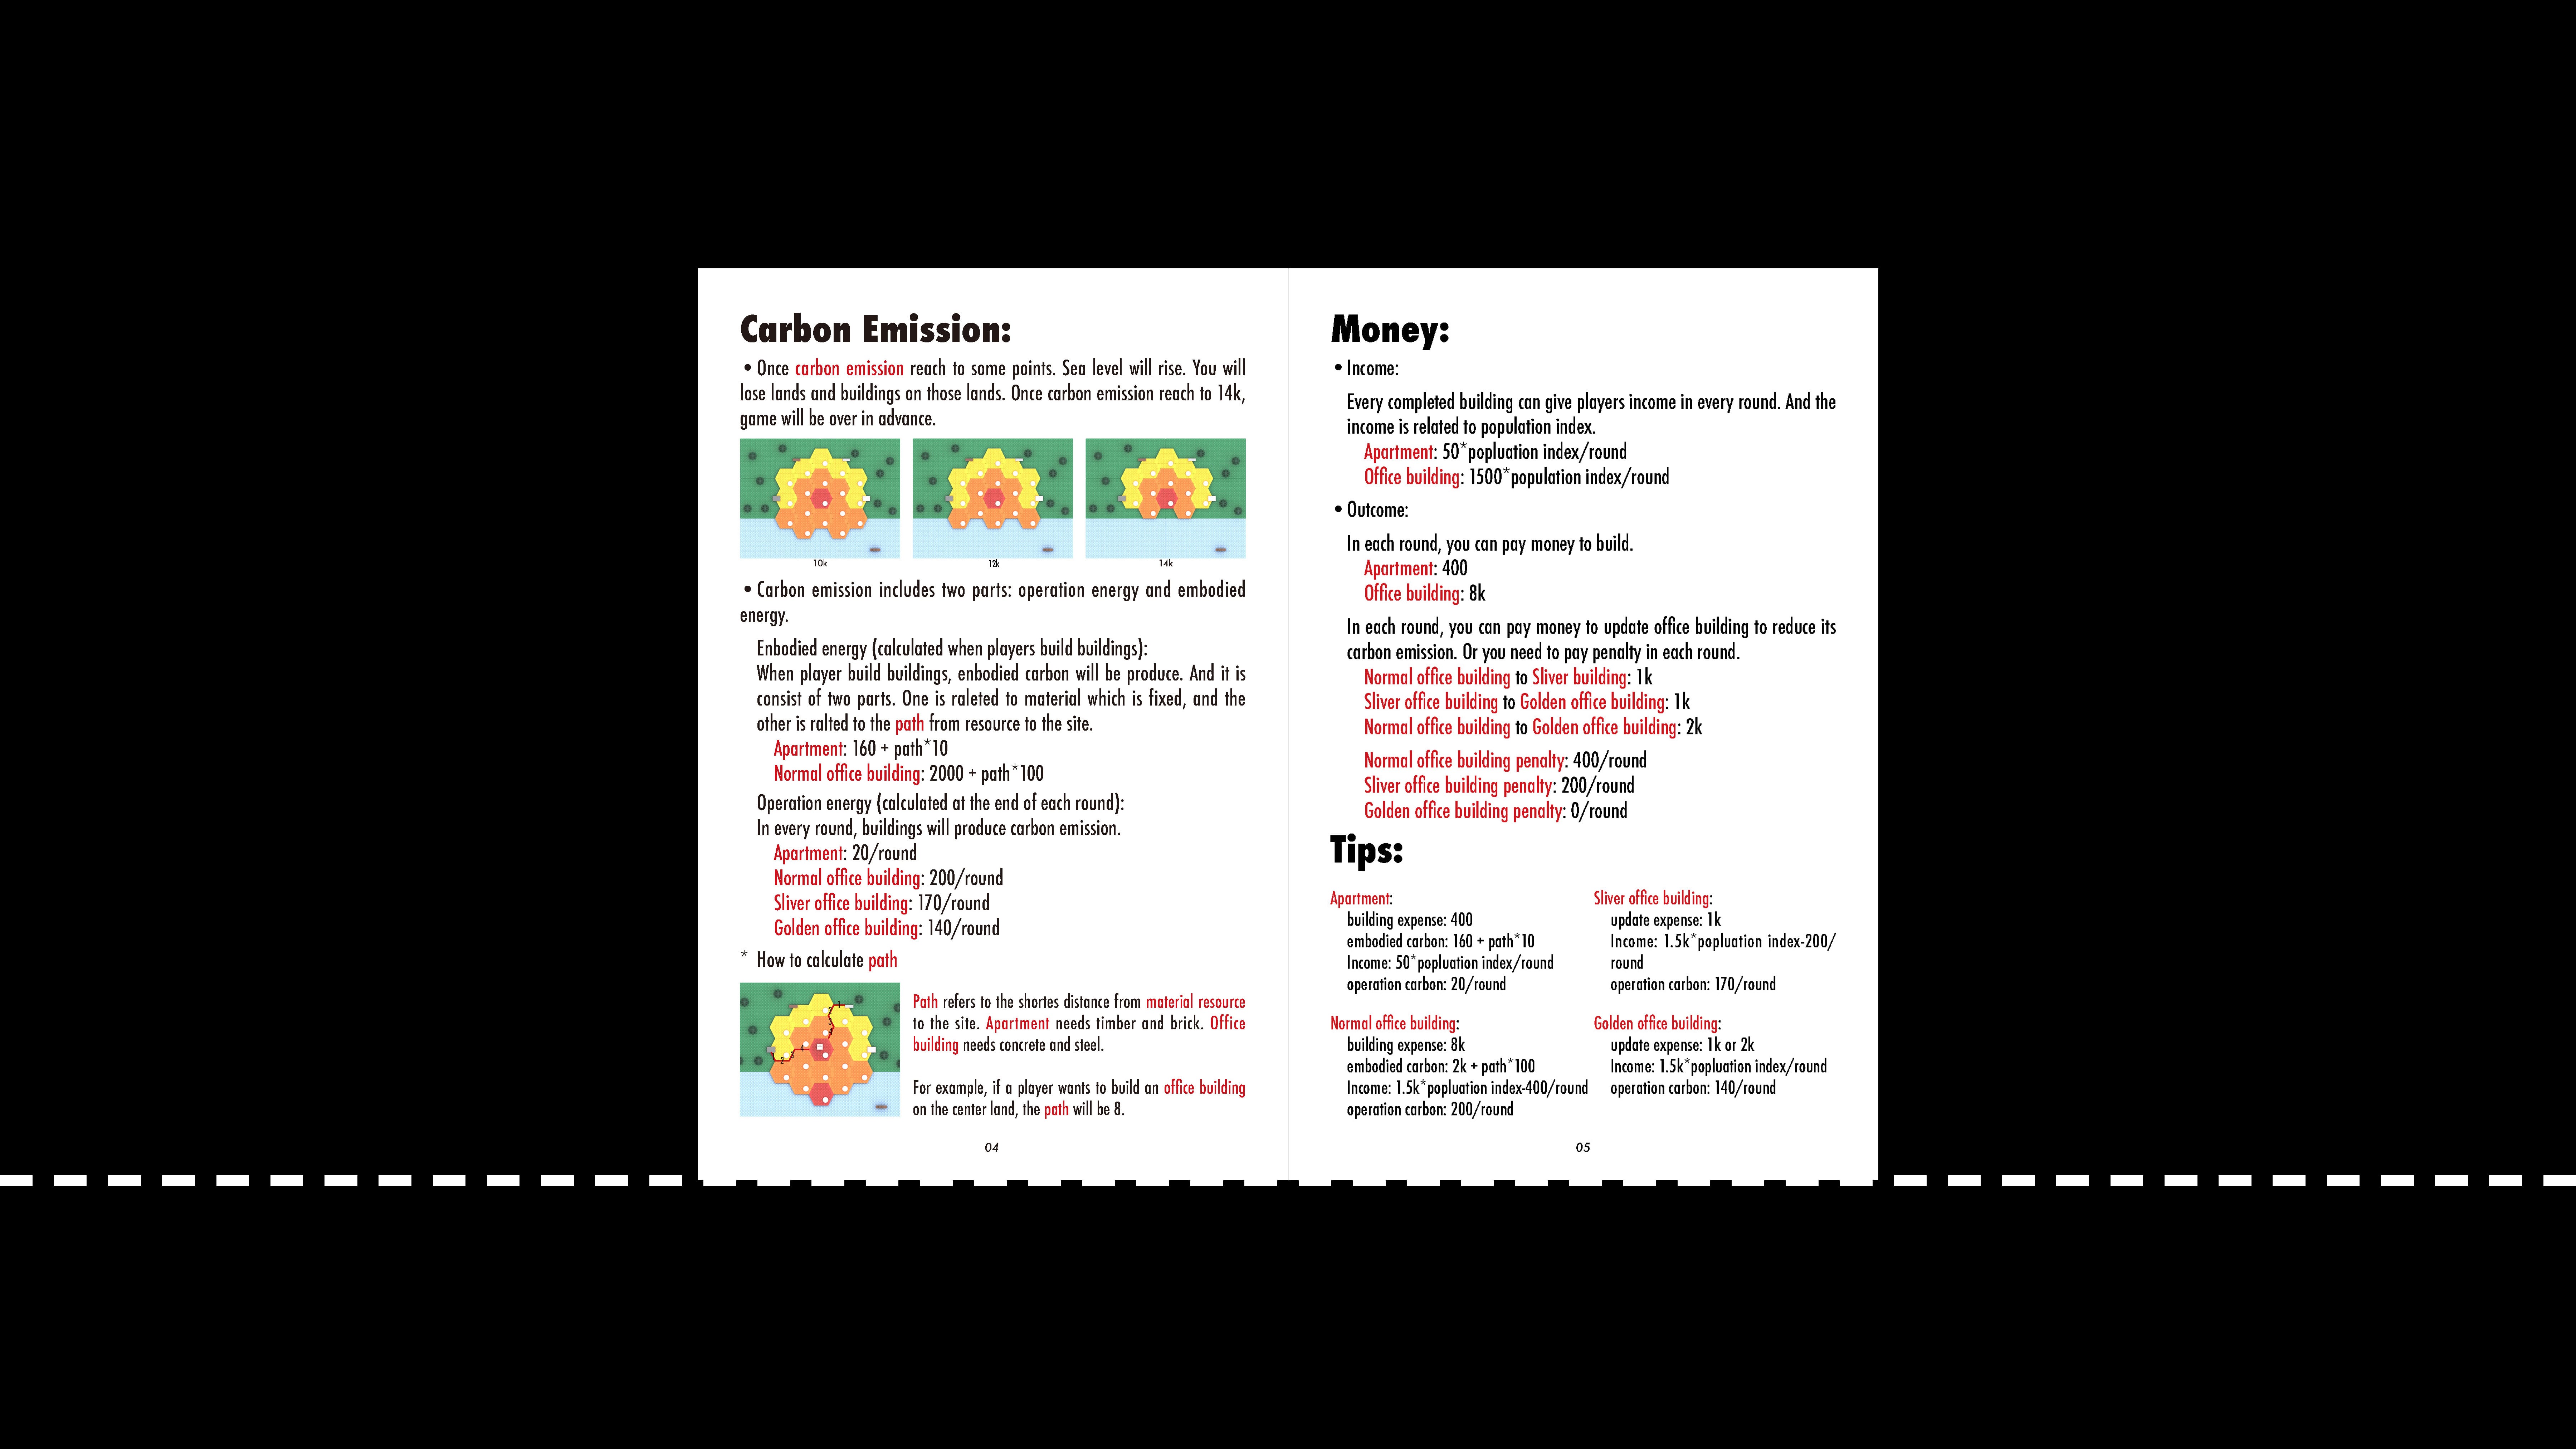 Carbon Emission:
• Once carbon emission reach to some points. Sea level will rise. You will
lose lands and buildings on those lands. Once carbon emission reach to 14k,
game will be over in advance.
10k
12k
14k
• Carbon emission includes two parts: operation energy and embodied
energy.
Enbodied energy (calculated when players build buildings):
When player build buildings, enbodied carbon will be produce. And it is
consist of two parts. One is raleted to material which is fixed, and the
other is ralted to the path from resource to the site.
Apartment: 160 + path*10
Normal office building: 2000 + path*100
Operation energy (calculated at the end of each round):
In every round, buildings will produce carbon emission.
Apartment: 20/round
Normal office building: 200/round
Sliver office building: 170/round
Golden office building: 140/round
* How to calculate path
Path refers to the shortes distance from material resource
to the site. Apartment needs timber and brick. Office
building needs concrete and steel.
For example, if a player wants to build an office building
on the center land, the path will be 8.
04
Money:
• Income:
Every completed building can give players income in every round. And the
income is related to population index.
Apartment: 50*popluation index/round
Office building: 1500*population index/round
• Outcome:
In each round, you can pay money to build.
Apartment: 400
Office building: 8k
In each round, you can pay money to update office building to reduce its
carbon emission. Or you need to pay penalty in each round.
Normal office building to Sliver building: 1k
Sliver office building to Golden office building: 1k
Normal office building to Golden office building: 2k
Normal office building penalty: 400/round
Sliver office building penalty: 200/round
Golden office building penalty: 0/round
Tips:
Apartment:
building expense: 400
embodied carbon: 160 + path*10
Income: 50*popluation index/round
operation carbon: 20/round
Normal office building:
building expense: 8k
embodied carbon: 2k + path*100
Income: 1.5k*popluation index-400/round
operation carbon: 200/round
Sliver office building:
update expense: 1k
Income: 1.5k*popluation index-200/
round
operation carbon: 170/round
Golden office building:
update expense: 1k or 2k
Income: 1.5k*popluation index/round
operation carbon: 140/round
05